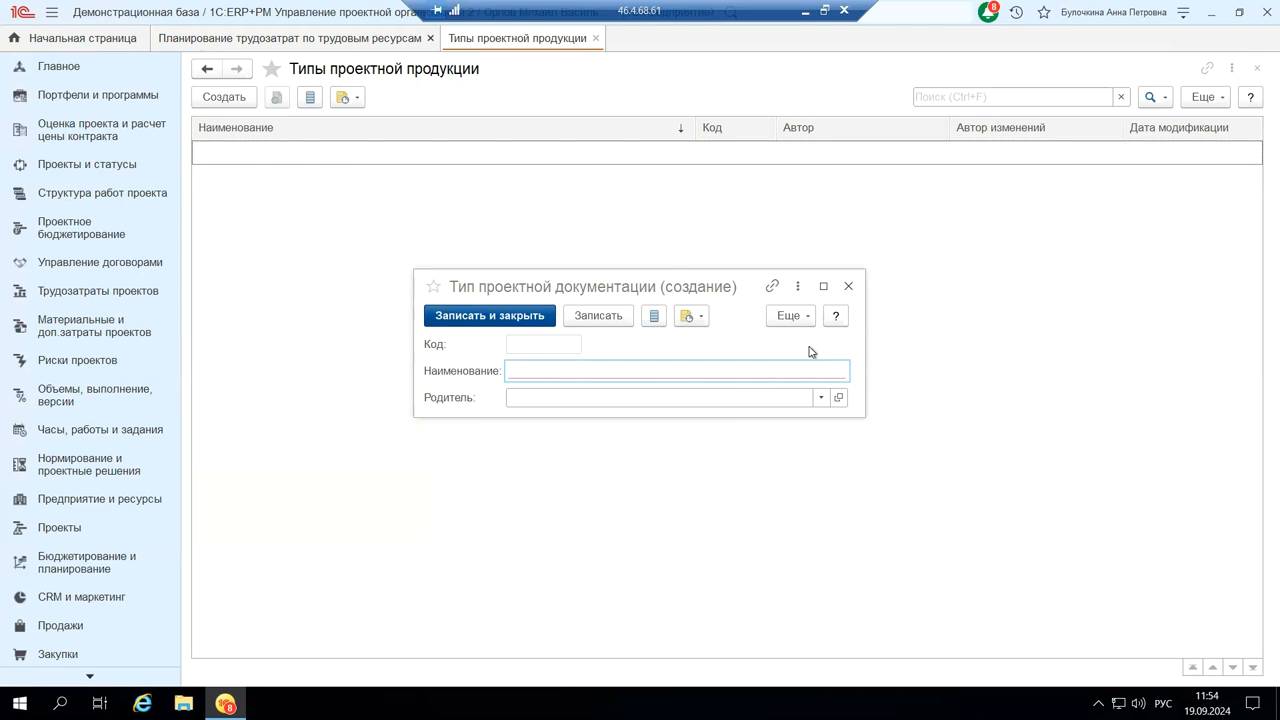 Демонстрационная база / 1С:ERP+PM Управление проектной
46.4.68.61
8
Булочкина Анна Петровна
Начальная страница
Планирование трудозатрат по трудовым ресурсам
Типы проектной продукции
Главное
Портфели и программы
Оценка проекта и расчет
цены контракта
Проекты и статусы
Структура работ проекта
Проектное
бюджетирование
Управление договорами
Трудозатраты проектов
Материальные и
доп.затраты проектов
Риски проектов
Объемы, выполнение,
версии
Часы, работы и задания
Нормирование и
проектные решения
Предприятие и ресурсы
Проекты
Бюджетирование и
планирование
CRM и маркетинг
Продажи
Закупки
Типы проектной продукции
Создать
Поиск (Ctrl+F)
Еще
?
Наименование
Код
Автор
Автор изменений
Дата модификации
Тип проектной документации (создание)
Записать и закрыть
Записать
Еще
?
Код:
Наименование:
Родитель:
8
РУС
11:54
19.09.2024